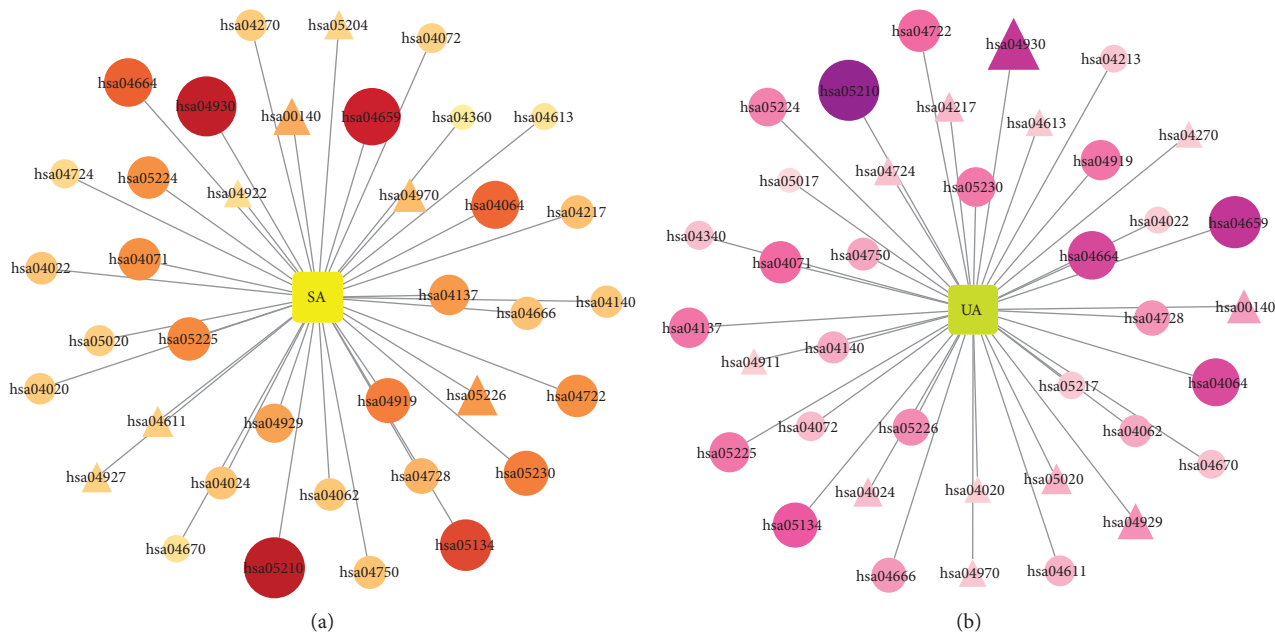 hsa04270
hsa05204
hsa04072
hsa04664
hsa04930
hsa00140
hsa04659
hsa04360
hsa04613
hsa04724
hsa05224
hsa04922
hsa04970
hsa04064
hsa04217
hsa04022
hsa04071
SA
hsa04137
hsa04666
hsa04140
hsa05020
hsa05225
hsa04020
hsa04611
hsa04929
hsa04919
hsa05226
hsa04722
hsa04927
hsa04024
hsa04062
hsa04728
hsa05230
hsa04670
hsa05210
hsa04750
hsa05134
(a)
hsa04722
hsa04930
hsa04213
hsa05210
hsa05224
hsa04217
hsa04613
hsa04270
hsa04724
hsa04919
hsa05017
hsa05230
hsa04340
hsa04071
hsa04750
hsa04022
hsa04659
hsa04664
UA
hsa04137
hsa04140
hsa04728
hsa00140
hsa04911
hsa05217
hsa04064
hsa04072
hsa05226
hsa04062
hsa05225
hsa04670
hsa04024
hsa04020
hsa05020
hsa05134
hsa04929
hsa04666
hsa04970
hsa04611
(b)